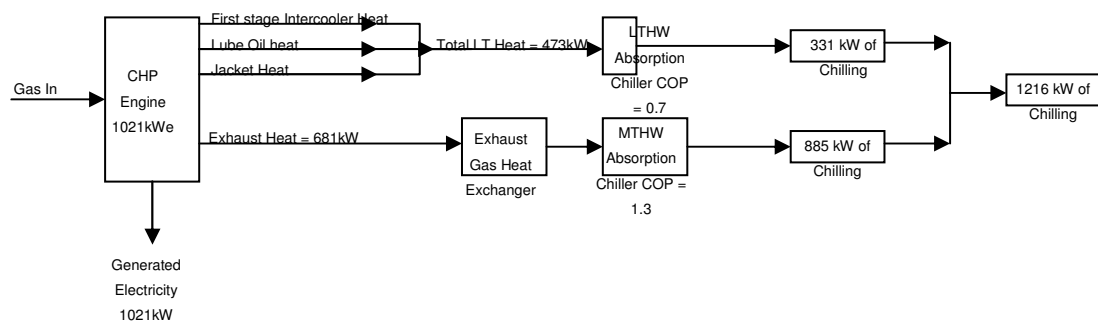 Gas In
CHP
Engine
1021kWe
First stage Intercooler Heat
Lube Oil heat
Jacket Heat
Total LT Heat = 473kW
LTHW
Absorption
Chiller COP
= 0.7
331 kW of
Chilling
Exhaust Heat = 681kW
Exhaust
Gas Heat
Exchanger
MTHW
Absorption
Chiller COP =
1.3
885 kW of
Chilling
1216 kW of
Chilling
Generated
Electricity
1021kW